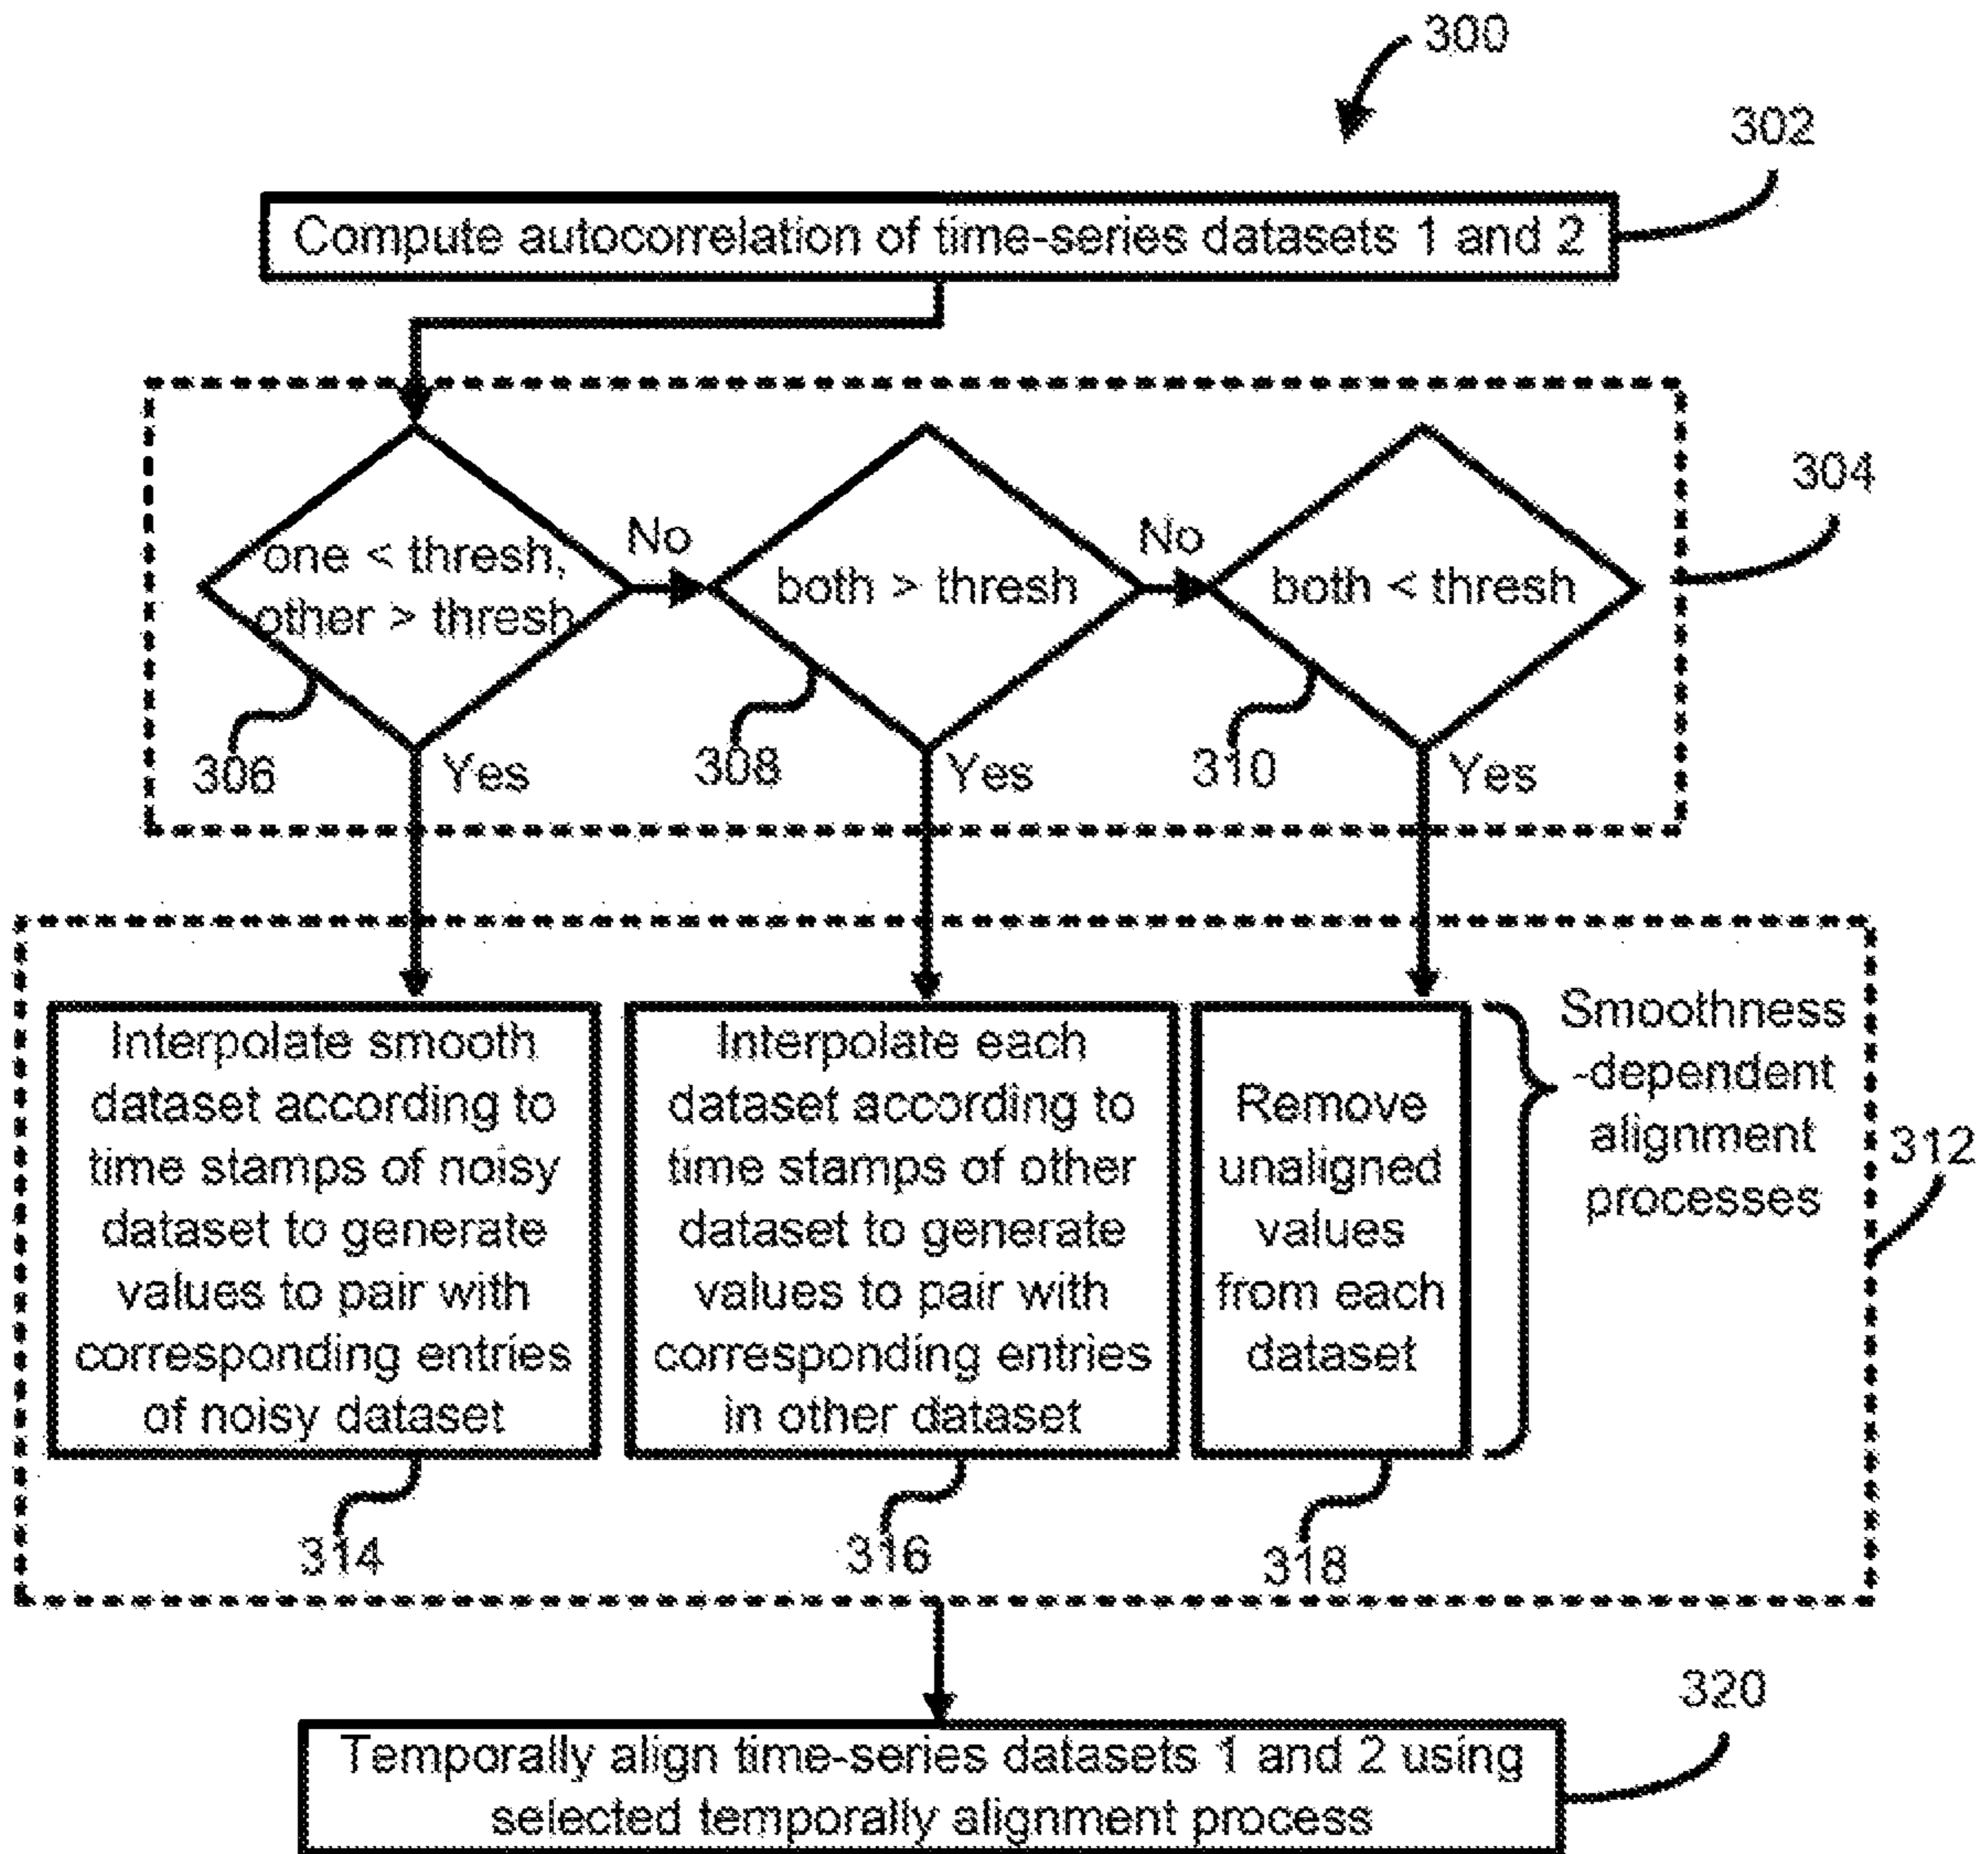 300
302
Compute autocorrelation of time-series datasets 1 and 2
304
one < thresh,
other > thresh
No
both > thresh
No
both < thresh
306
Yes
308
Yes
310
Yes
Interpolate smooth
dataset according to
time stamps of noisy
dataset to generate
values to pair with
corresponding entries
of noisy dataset
Interpolate each
dataset according to
time stamps of other
dataset to generate
values to pair with
corresponding entries
in other dataset
Remove
unaligned
values
from each
dataset
Smoothness
-dependent
alignment
processes
312
314
316
318
320
Temporally align time-series datasets 1 and 2 using
selected temporally alignment process